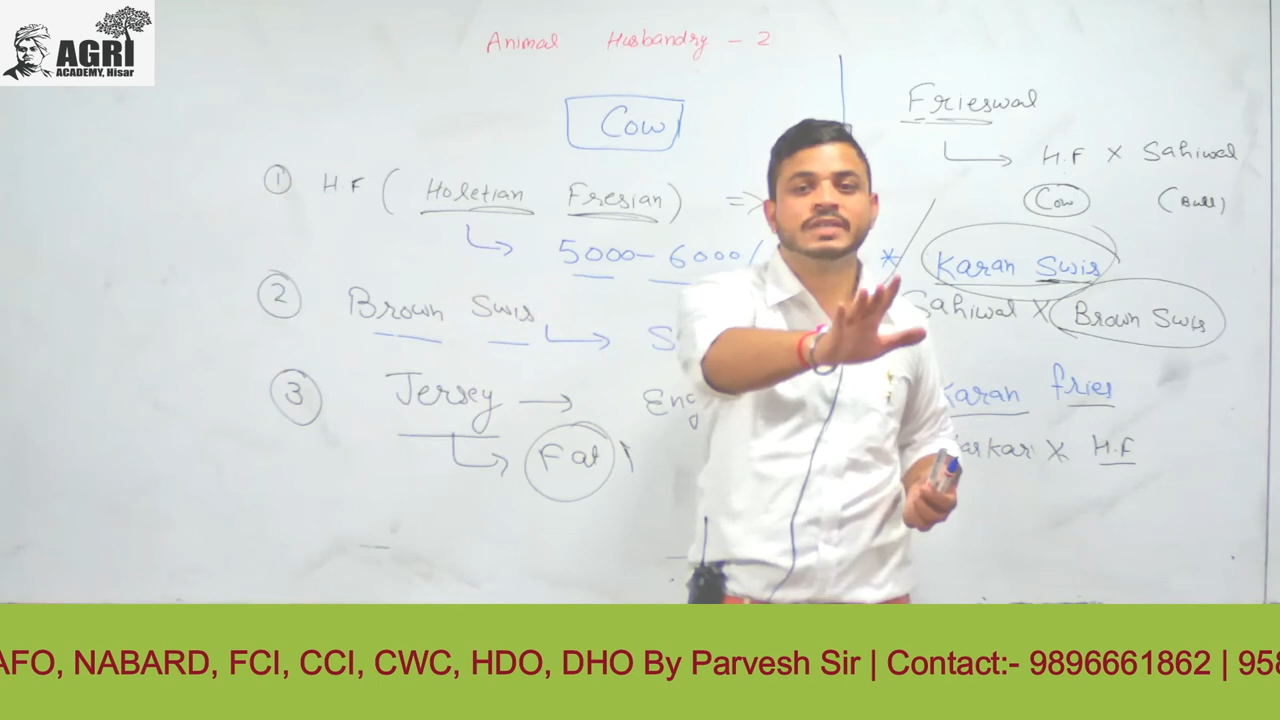 AGRI
ACADEMY, Hisar
Animal Husbandry - 2
Cow
① H.F ( Holetian Fresian) =>
5000-6000/
② Brown Swis
S
③ Jersey → Eng
Fat
Frieswal
H.F X Sahiwal
Cow (Bull)
* Karan Swis
Sahiwal X Brown Swis
Karan fries
H.F
AFO, NABARD, FCI, CCI, CWC, HDO, DHO By Parvesh Sir | Contact:- 9896661862 | 958